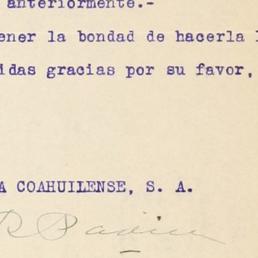 anteriormente.-
ener la bondad de hacerla l
idas gracias por su favor,
A COAHUILENSE, S. A.